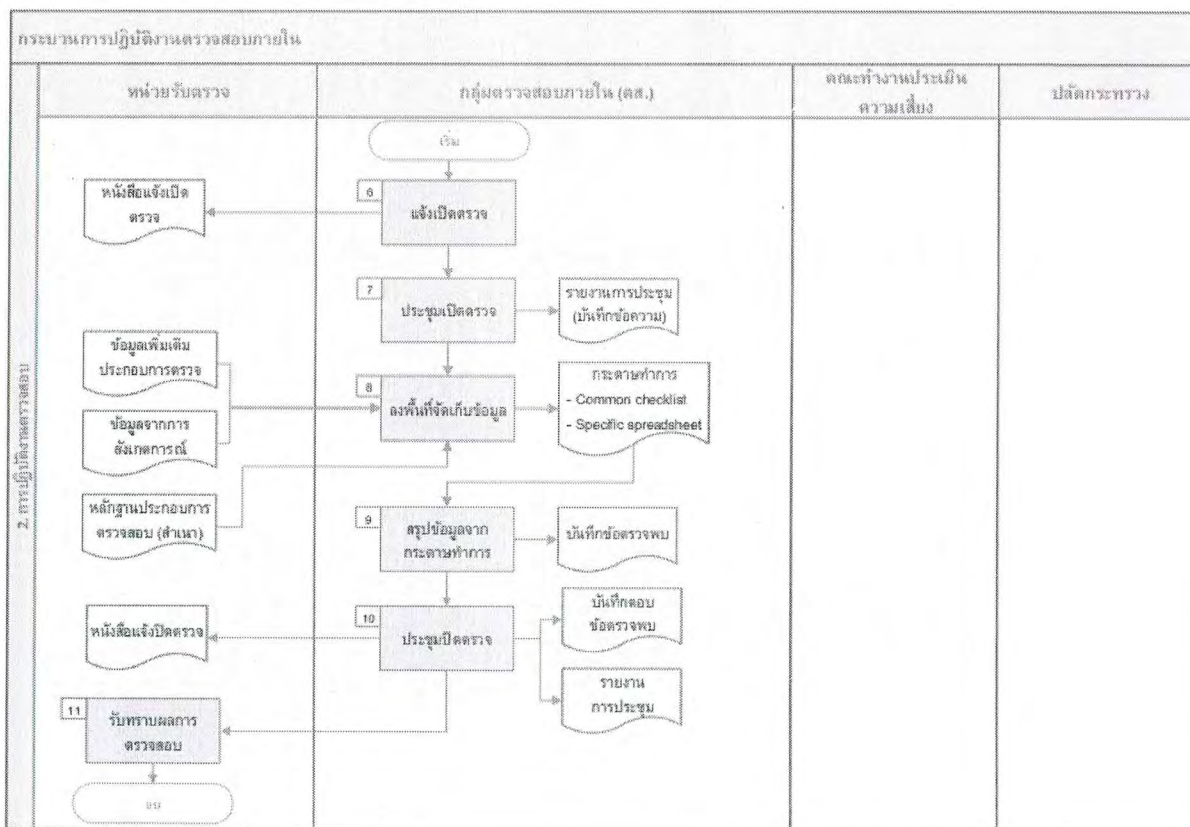 กระบวนการปฏิบัติงานตรวจสอบภายใน
หน่วยรับตรวจ
กลุ่มตรวจสอบภายใน (ตส.)
คณะทำงานประเมิน
ความเสี่ยง
ปลัดกระทรวง
2. การปฏิบัติงานตรวจสอบ
เริ่ม
หนังสือแจ้งเปิด
ตรวจ
6
แจ้งเปิดตรวจ
7
ประชุมเปิดตรวจ
รายงานการประชุม
(บันทึกข้อความ)
ข้อมูลเพิ่มเติม
ประกอบการตรวจ
8
ลงพื้นที่จัดเก็บข้อมูล
กระดาษทำการ
- Common checklist
- Specific spreadsheet
ข้อมูลจากการ
สังเกตการณ์
หลักฐานประกอบการ
ตรวจสอบ (สำเนา)
9
สรุปข้อมูลจาก
กระดาษทำการ
บันทึกข้อตรวจพบ
หนังสือแจ้งปิดตรวจ
10
ประชุมปิดตรวจ
บันทึกตอบ
ข้อตรวจพบ
รายงาน
การประชุม
11
รับทราบผลการ
ตรวจสอบ
จบ